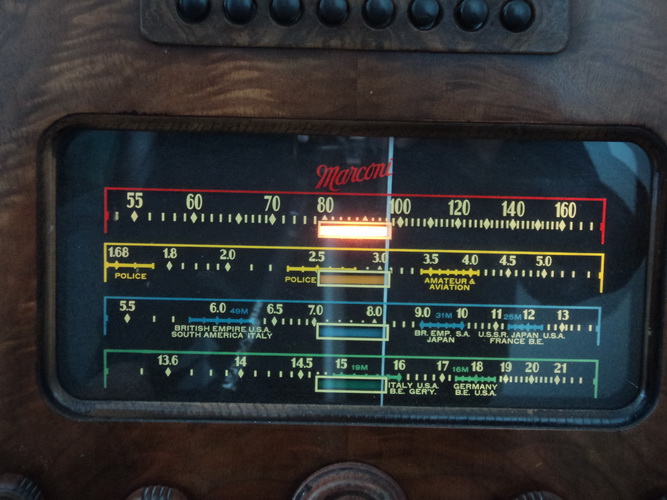 Marconi
55 60 70 80 100 120 140 160
1.68 1.8 2.0 2.5 3.0 3.5 4.0 4.5 5.0
POLICE POLICE AMATEUR &
AVIATION
5.5 6.0 49M 6.5 7.0 8.0 9.0 31M 10 11 25M 12 13
BRITISH EMPIRE U.S.A. BR. EMP. S.A. U.S.S.R. JAPAN U.S.A.
SOUTH AMERICA ITALY JAPAN FRANCE B.E.
13.6 14 14.5 15 19M 16 17 16M 18 19 20 21
ITALY U.S.A. GERMANY
B.E. GER'Y. B.E. U.S.A.